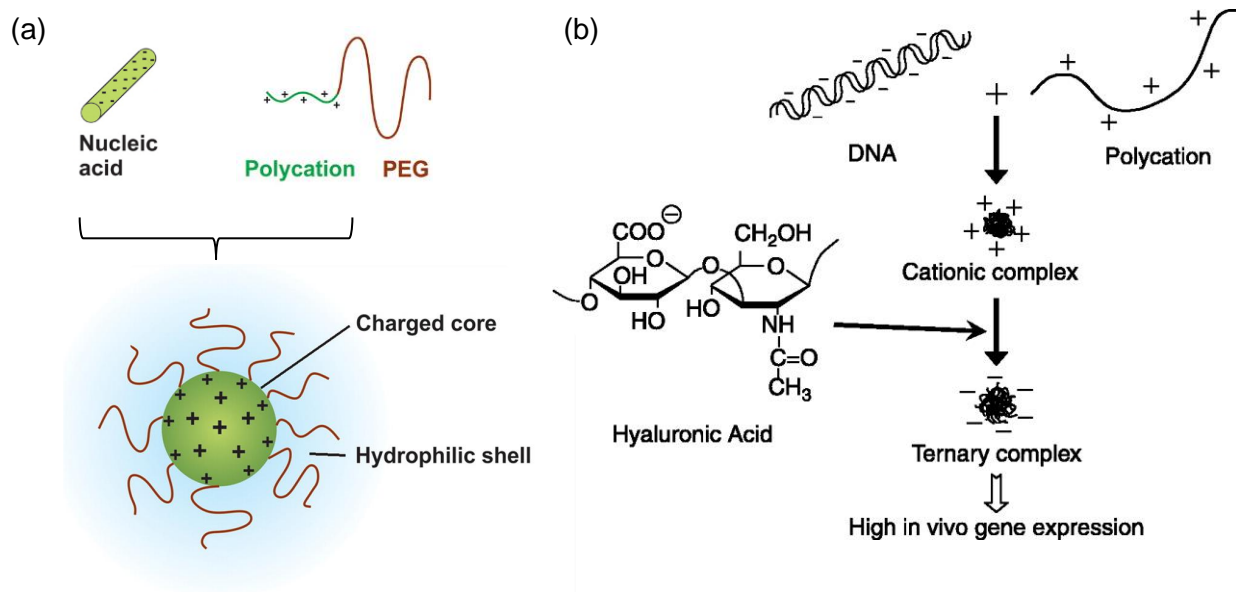 (a)
Nucleic
acid
Polycation
PEG
Charged core
Hydrophilic shell
(b)
DNA
+
Polycation
Cationic complex
COO⊖
O
OH
HO
O
O
CH₂OH
O
HO
O
NH
C=O
CH₃
Hyaluronic Acid
Ternary complex
High in vivo gene expression